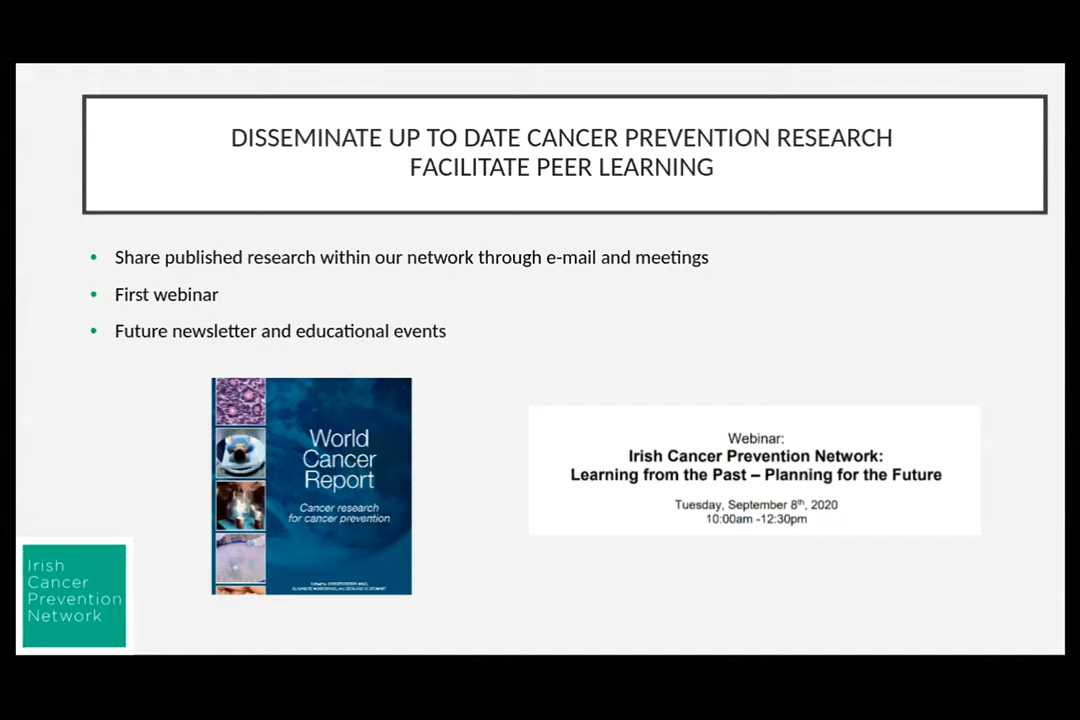 DISSEMINATE UP TO DATE CANCER PREVENTION RESEARCH
FACILITATE PEER LEARNING
• Share published research within our network through e-mail and meetings
• First webinar
• Future newsletter and educational events
World
Cancer
Report
Cancer research
for cancer prevention
Edited by
Webinar:
Irish Cancer Prevention Network:
Learning from the Past – Planning for the Future
Tuesday, September 8th, 2020
10:00am -12:30pm
Irish
Cancer
Prevention
Network